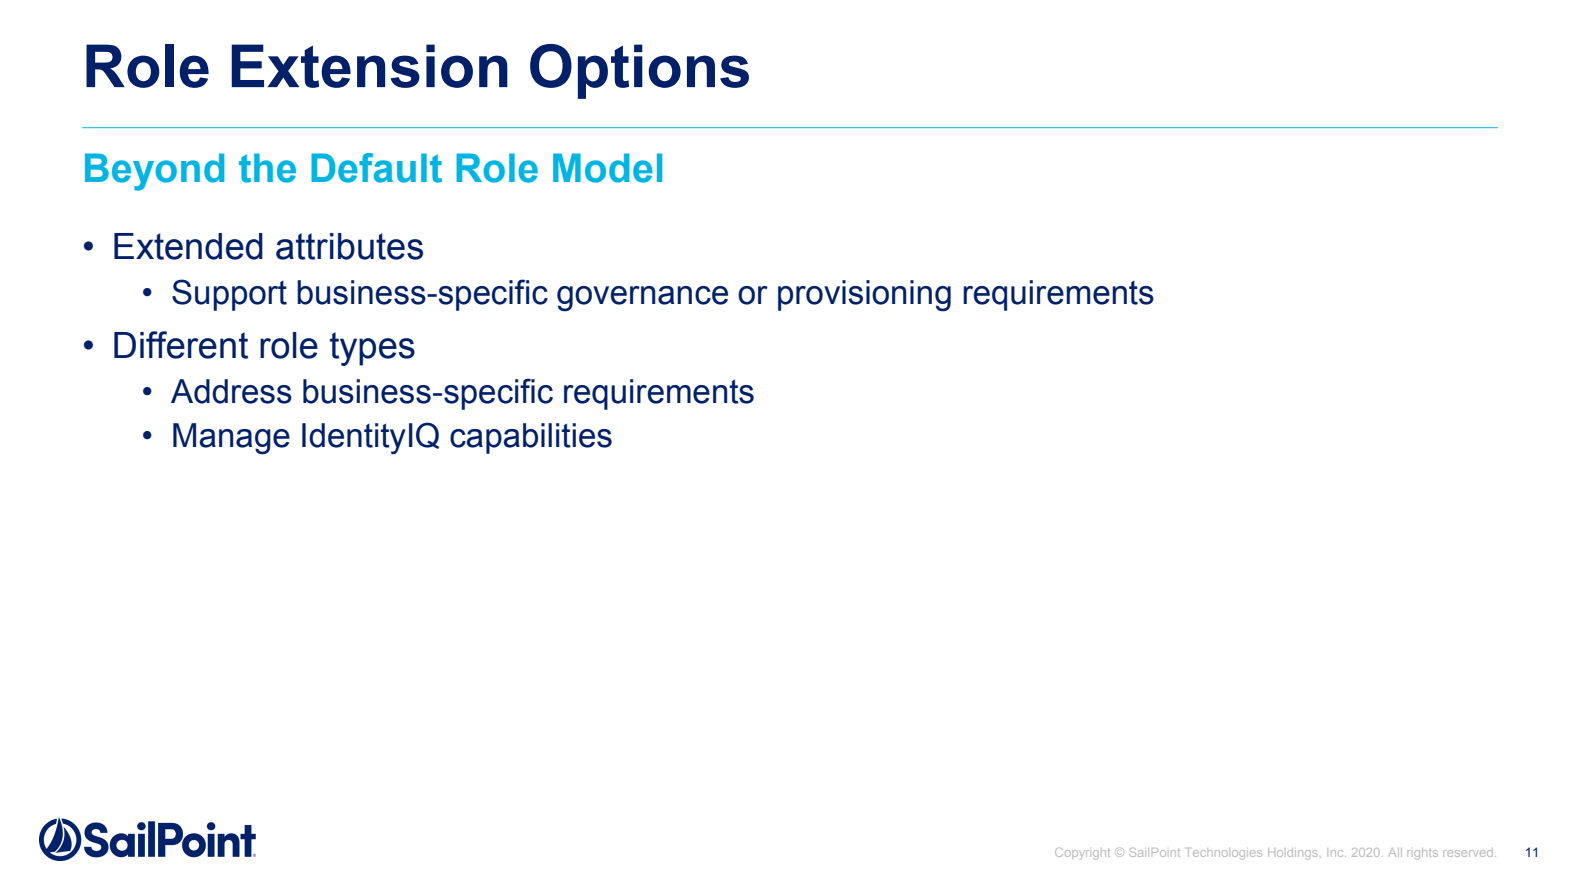 Role Extension Options
Beyond the Default Role Model
• Extended attributes
• Support business-specific governance or provisioning requirements
• Different role types
• Address business-specific requirements
• Manage IdentityIQ capabilities
SailPoint
Copyright © SailPoint Technologies Holdings, Inc. 2020. All rights reserved. 11